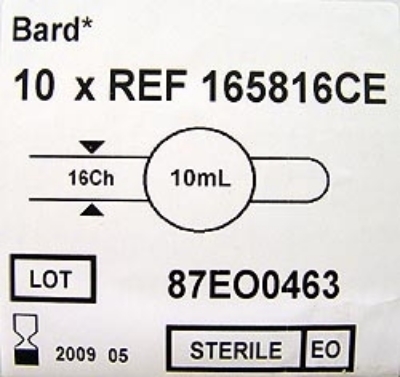 Bard*
10 x REF 165816CE
16Ch 10mL
LOT 87EO0463
2009 05 STERILE EO